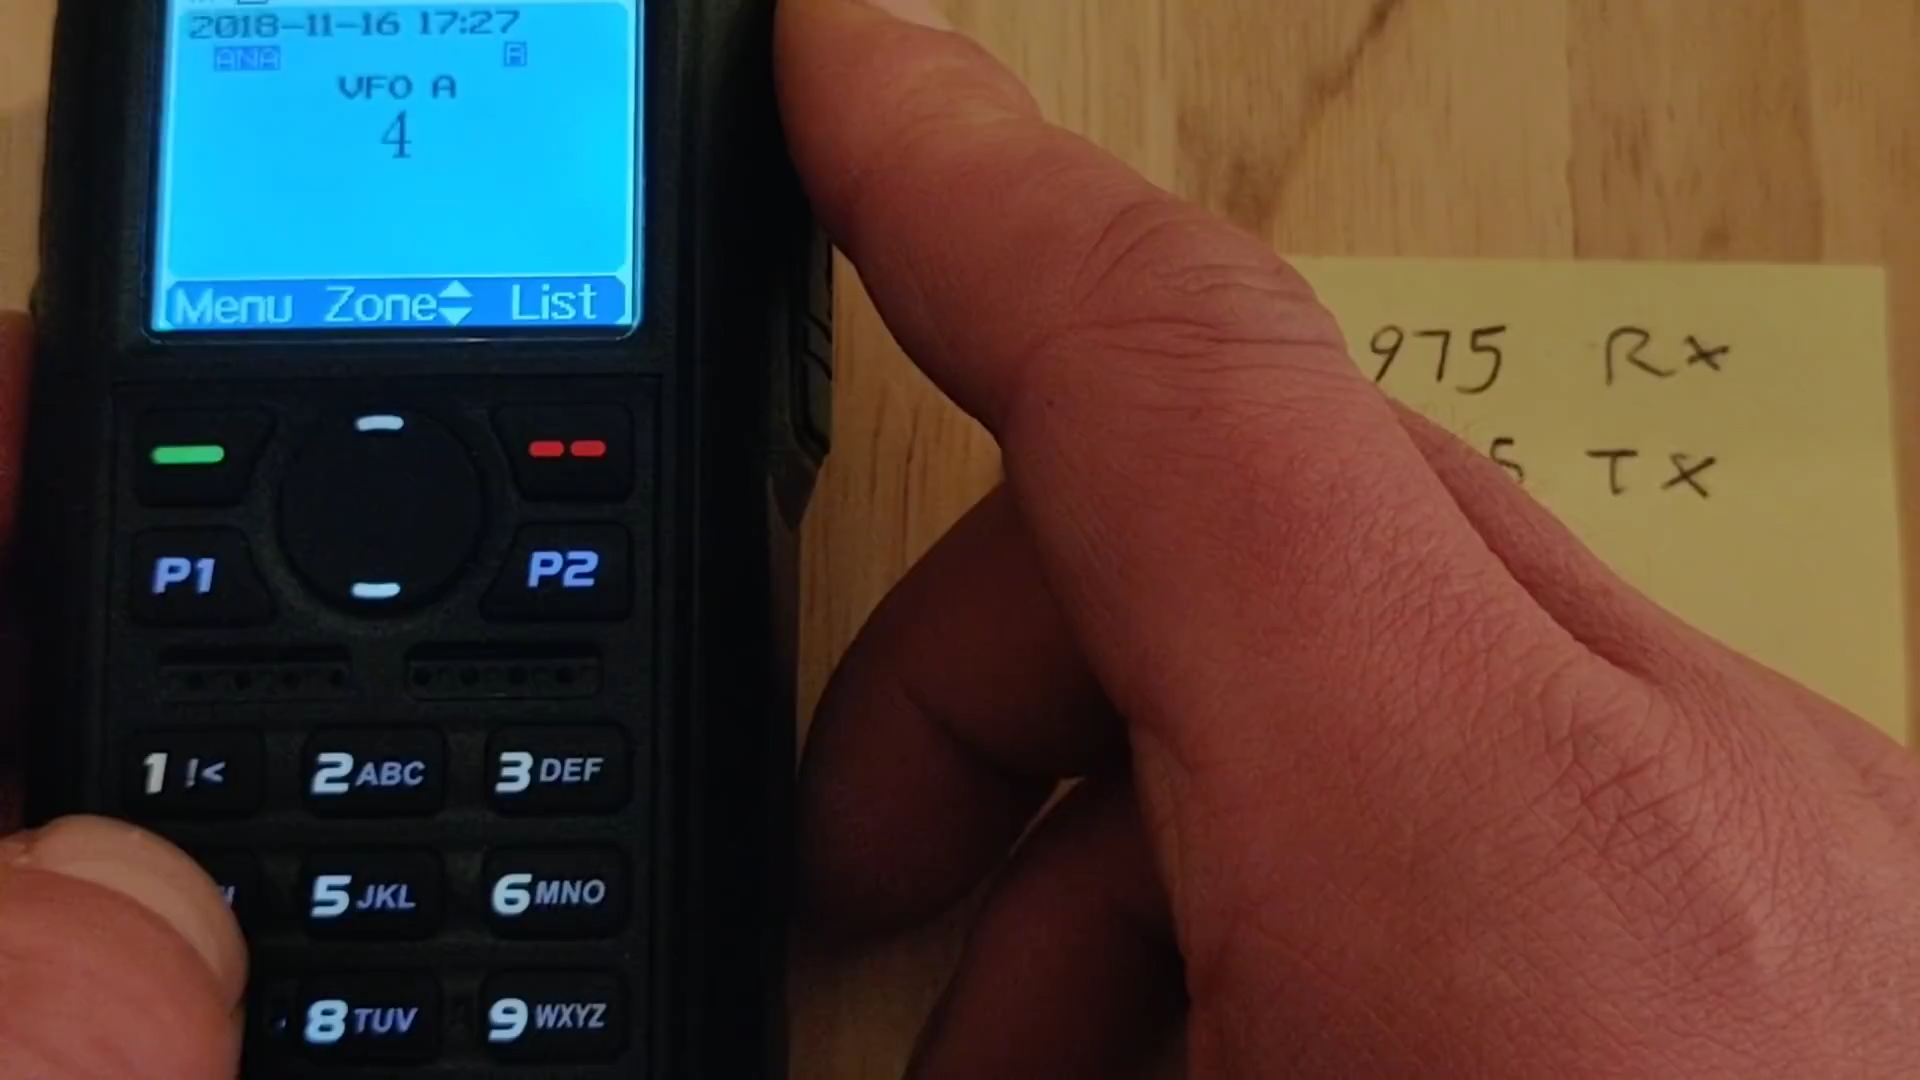 2018-11-16 17:27
ANA A
VFO A
4
Menu Zone List
P1 P2
1 !< 2 ABC 3 DEF
5 JKL 6 MNO
8 TUV 9 WXYZ
975 Rx
5 TX